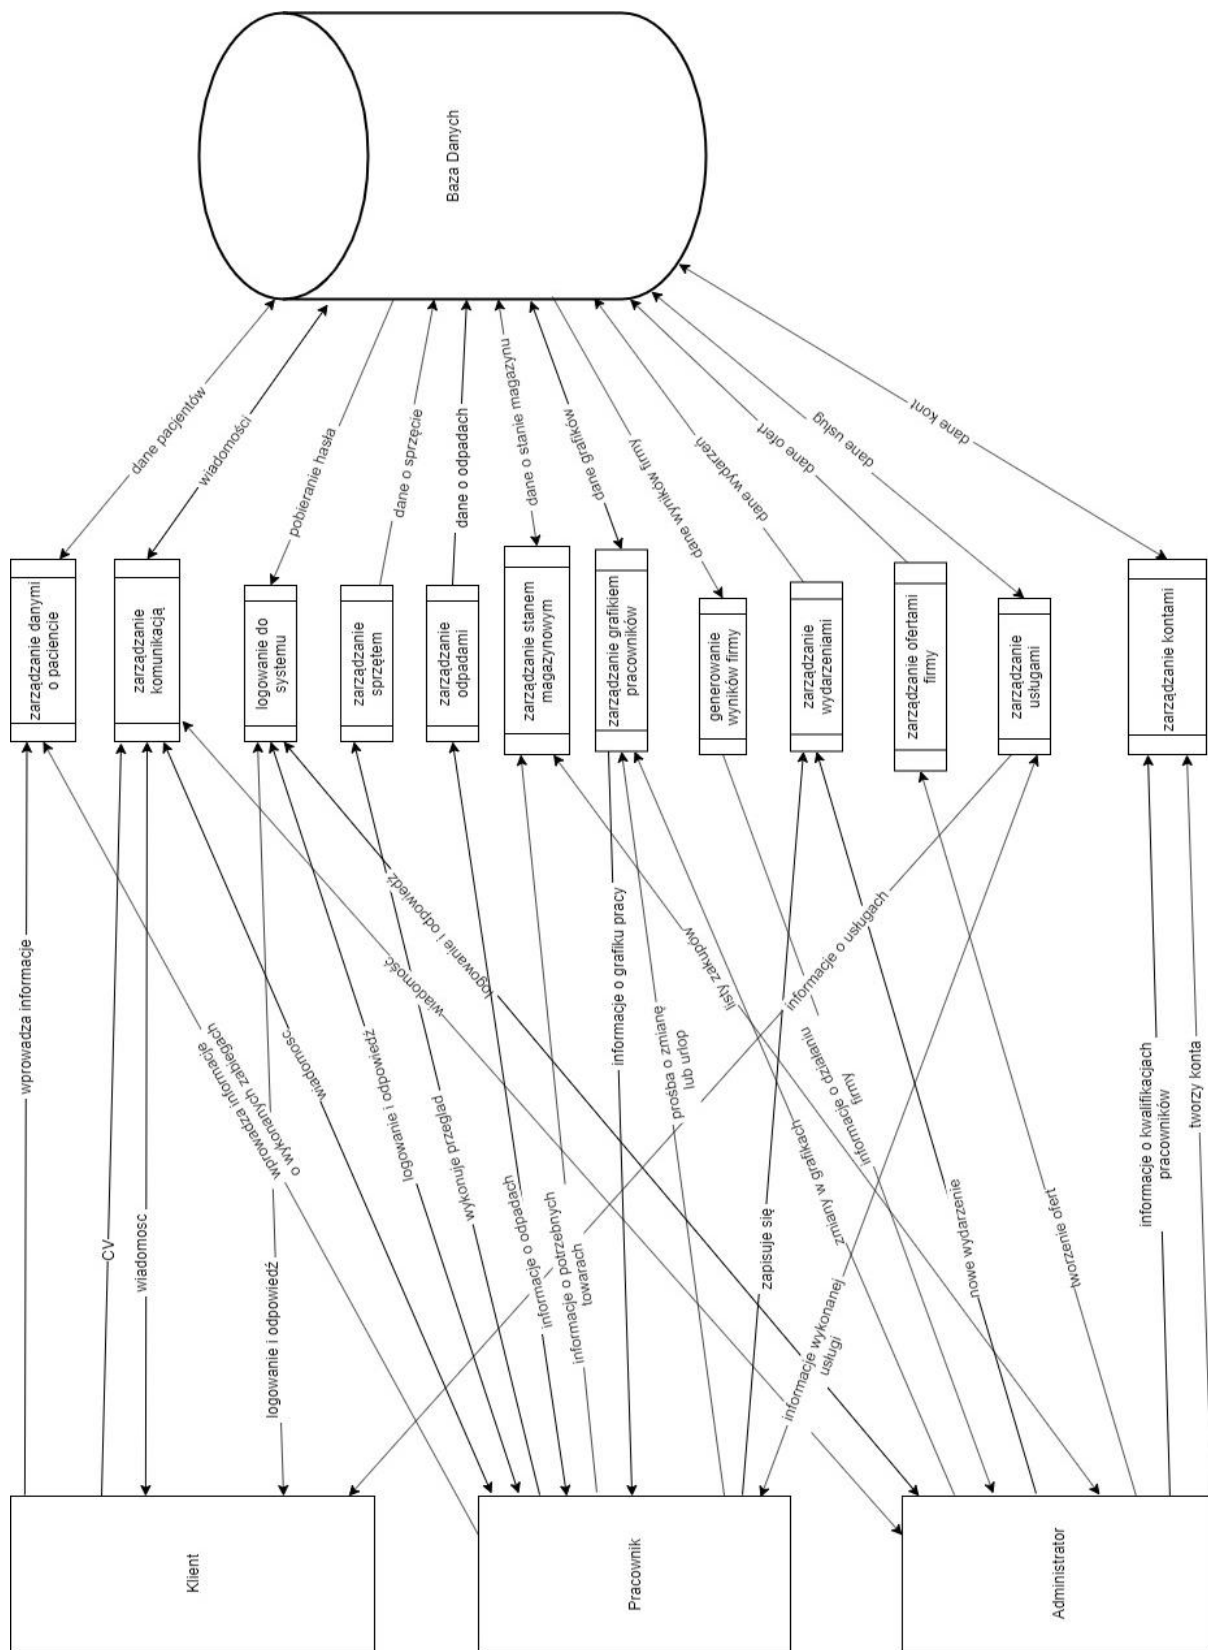 Baza Danych
dane pacjentów
wiadomości
pobieranie hasła
dane o sprzęcie
dane o odpadach
dane o stanie magazynu
dane grafików
dane wyników firmy
dane wydarzeń
dane ofert
dane usług
dane kont
zarządzanie danymi
o paciencie
zarządzanie
komunikacją
logowanie do
systemu
zarządzanie
sprzętem
zarządzanie
odpadami
zarządzanie stanem
magazynowym
zarządzanie grafikiem
pracowników
generowanie
wyników firmy
zarządzanie
wydarzeniami
zarządzanie ofertami
firmy
zarządzanie
usługami
zarządzanie kontami
wprowadza informacje
CV
wiadomosc
wprowadza informacje
o wykonanych zabiegach
logowanie i odpowiedź
wiadomosc
logowanie i odpowiedź
wykonuje przegląd
logowanie i odpowiedź
wiadomość
informacje o odpadach
informacje o potrzebnych
towarach
informacje o grafiku pracy
prośba o zmianę
lub urlop
listy zakupów
zapisuje się
informacje o usługach
informacje o działaniu
firmy
zmiany w grafikach
informacje wykonanej
usługi
nowe wydarzenie
tworzenie ofert
informacje o kwalifikacjach
pracowników
tworzy konta
Klient
Pracownik
Administrator